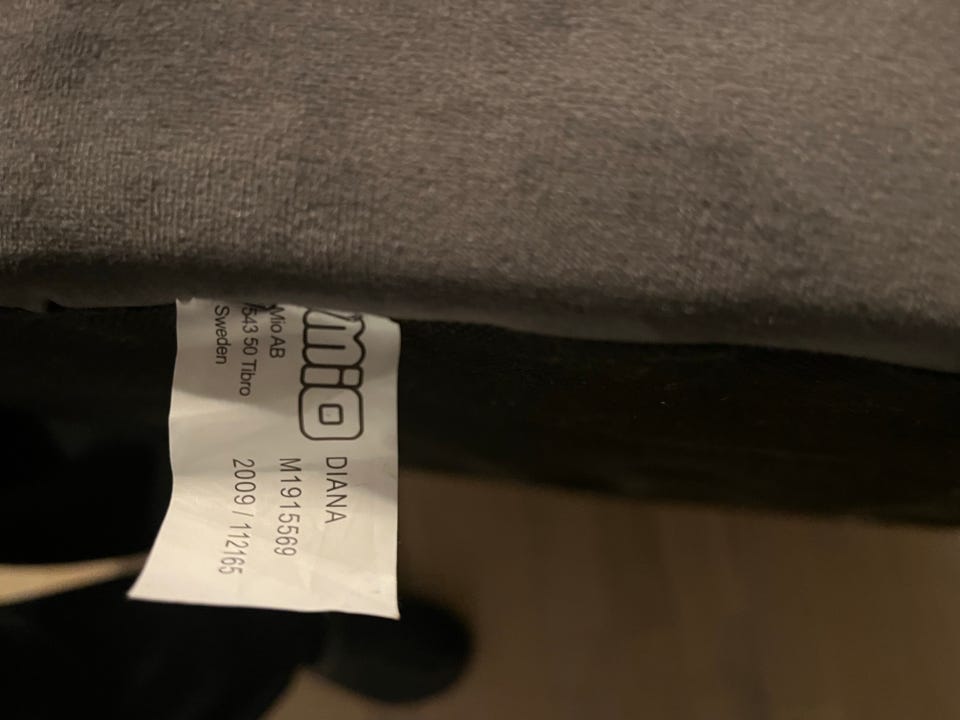 mio
Mio AB
543 50 Tibro
Sweden
DIANA
M1915569
2009 / 112165